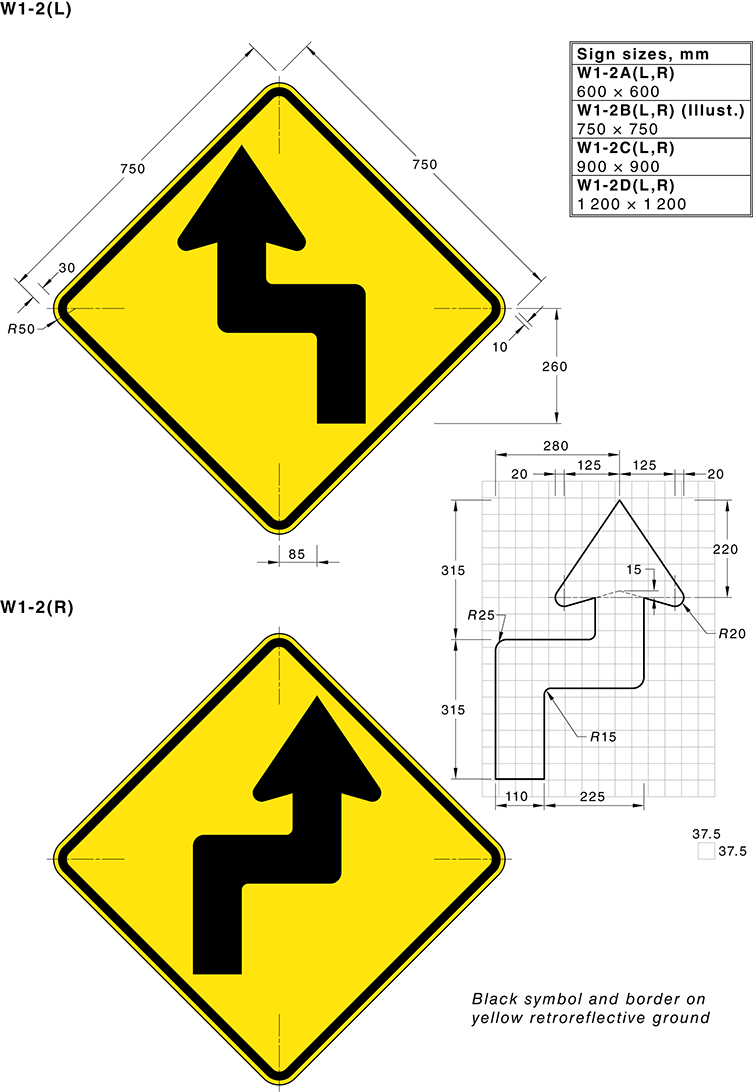 W1-2(L)
Sign sizes, mm
W1-2A(L,R)
600 × 600
W1-2B(L,R) (Illust.)
750 × 750
W1-2C(L,R)
900 × 900
W1-2D(L,R)
1 200 × 1 200
750
750
30
R50
10
260
85
280
20
125
125
20
315
220
15
R25
R20
315
R15
110
225
W1-2(R)
37.5
37.5
Black symbol and border on
yellow retroreflective ground